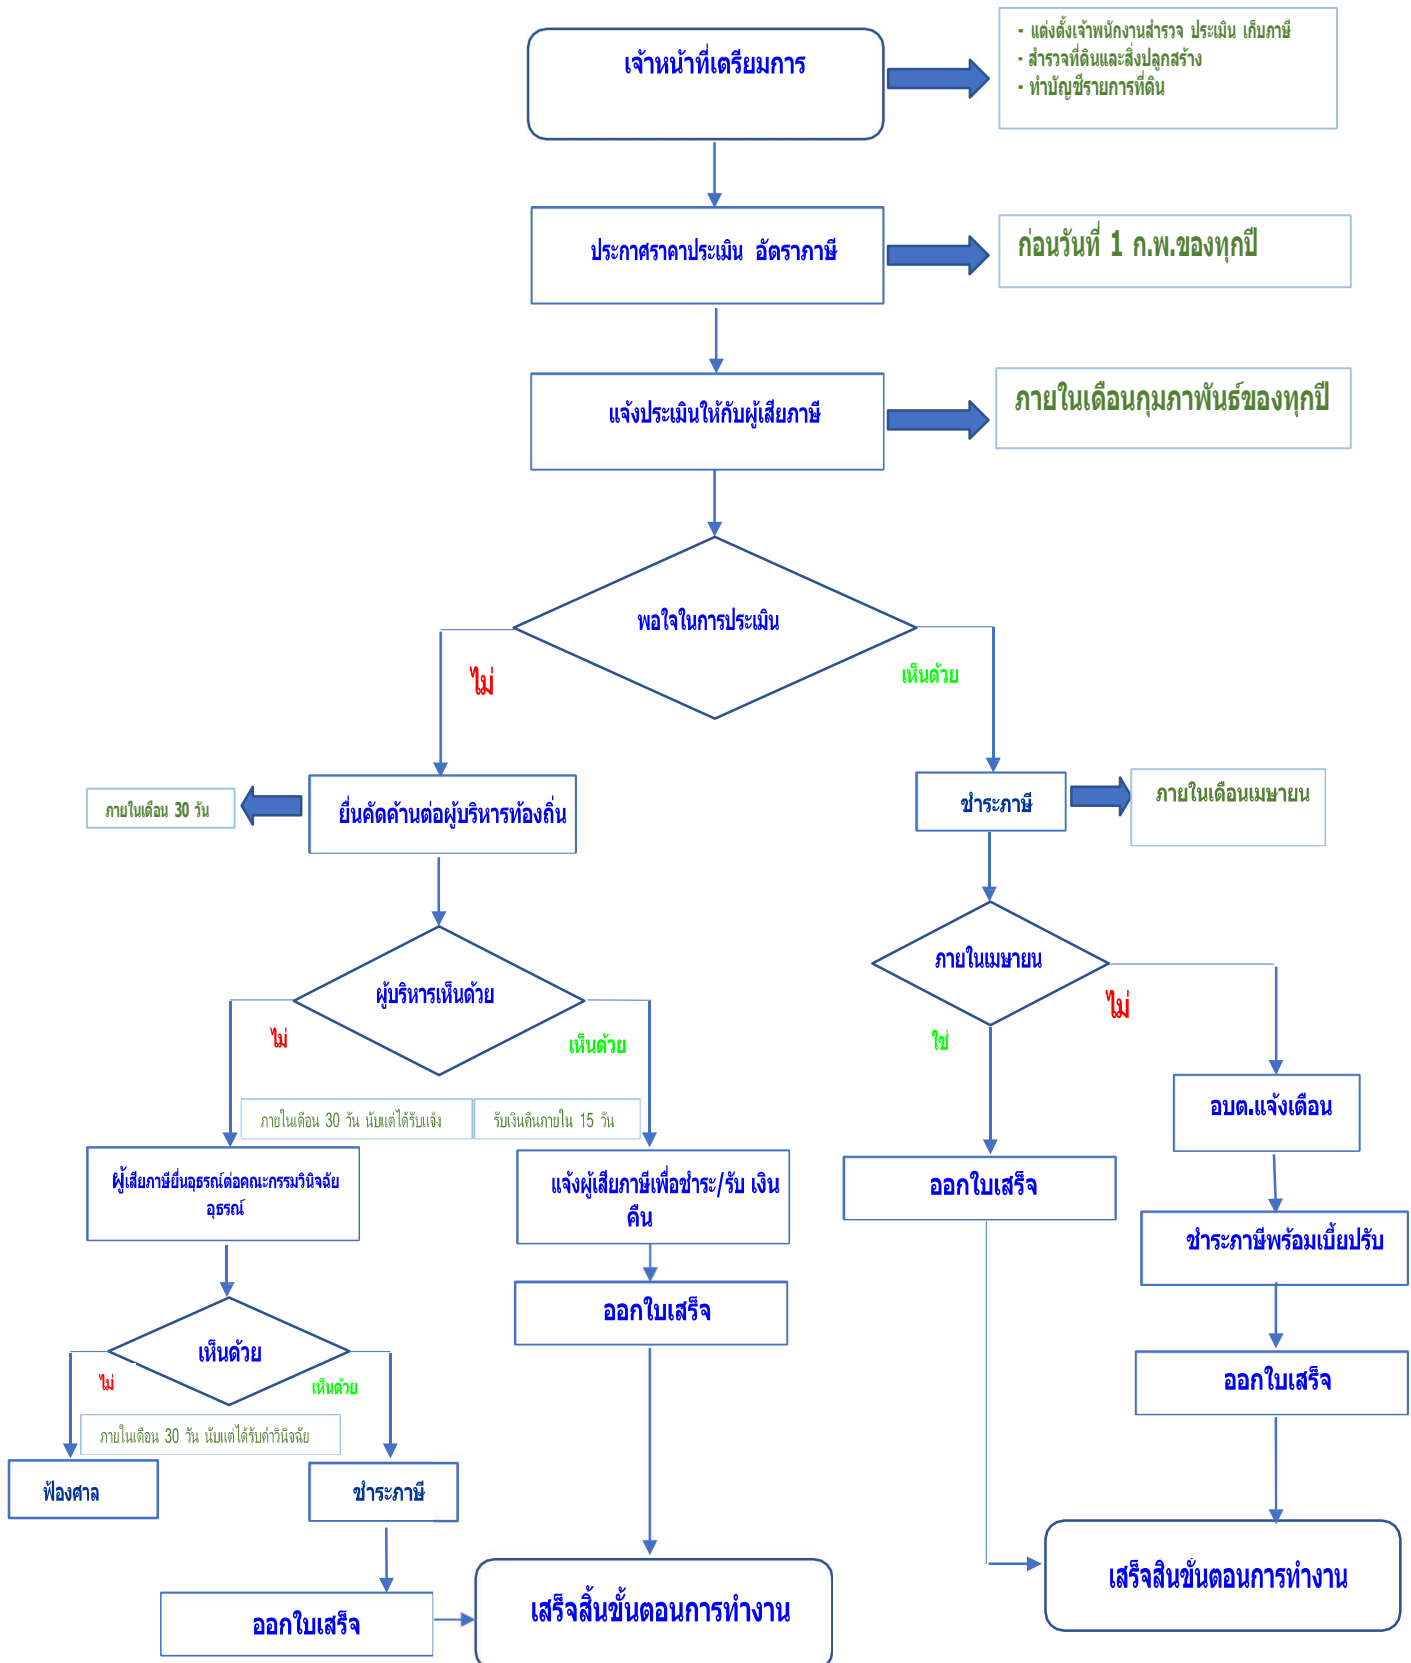 เจ้าหน้าที่เตรียมการ
- แต่งตั้งเจ้าพนักงานสำรวจ ประเมิน เก็บภาษี
- สำรวจที่ดินและสิ่งปลูกสร้าง
- ทำบัญชีรายการที่ดิน
ประกาศราคาประเมิน อัตราภาษี
ก่อนวันที่ 1 ก.พ.ของทุกปี
แจ้งประเมินให้กับผู้เสียภาษี
ภายในเดือนกุมภาพันธ์ของทุกปี
พอใจในการประเมิน
ไม่
เห็นด้วย
ภายในเดือน 30 วัน
ยื่นคัดค้านต่อผู้บริหารท้องถิ่น
ชำระภาษี
ภายในเดือนเมษายน
ผู้บริหารเห็นด้วย
ภายในเมษายน
ไม่
เห็นด้วย
ใช่
ไม่
ภายในเดือน 30 วัน นับแต่ได้รับแจ้ง
รับเงินคืนภายใน 15 วัน
อบต.แจ้งเตือน
ผู้เสียภาษียื่นอุธรณ์ต่อคณะกรรมวินิจฉัย
อุธรณ์
แจ้งผู้เสียภาษีเพื่อชำระ/รับ เงิน
คืน
ออกใบเสร็จ
ชำระภาษีพร้อมเบี้ยปรับ
ออกใบเสร็จ
เห็นด้วย
ไม่
เห็นด้วย
ออกใบเสร็จ
ภายในเดือน 30 วัน นับแต่ได้รับคำวินิจฉัย
ฟ้องศาล
ชำระภาษี
ออกใบเสร็จ
เสร็จสิ้นขั้นตอนการทำงาน
เสร็จสินขันตอนการทำงาน